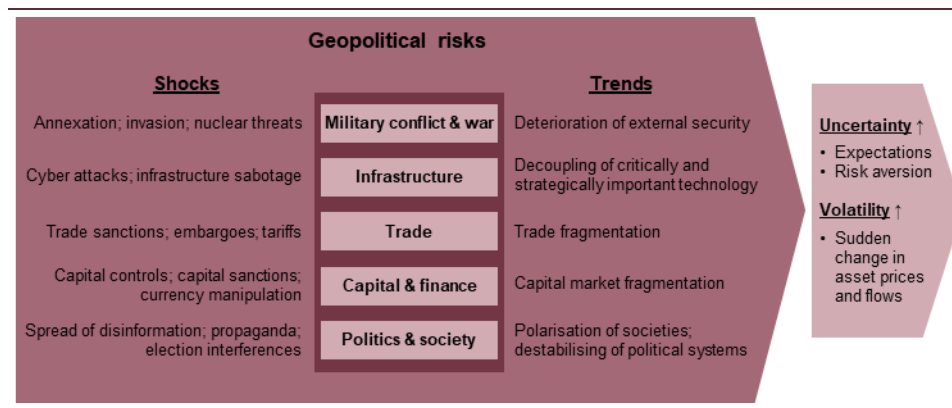 Geopolitical risks
Shocks
Trends
Annexation; invasion; nuclear threats
Military conflict & war
Deterioration of external security
Cyber attacks; infrastructure sabotage
Infrastructure
Decoupling of critically and
strategically important technology
Trade sanctions; embargoes; tariffs
Trade
Trade fragmentation
Capital controls; capital sanctions;
currency manipulation
Capital & finance
Capital market fragmentation
Spread of disinformation; propaganda;
election interferences
Politics & society
Polarisation of societies;
destabilising of political systems
Uncertainty ↑
• Expectations
• Risk aversion
Volatility ↑
• Sudden
change in
asset prices
and flows